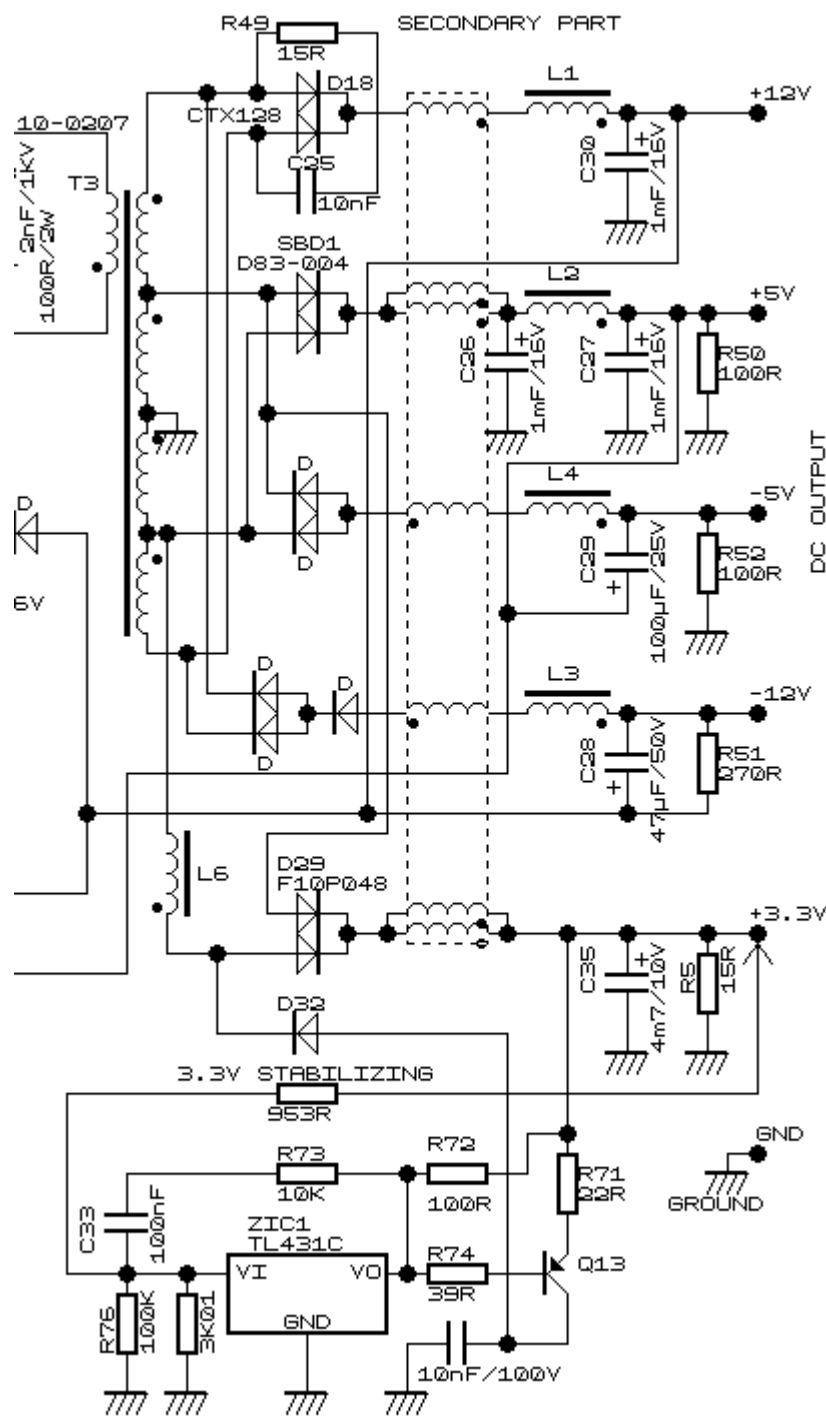 R49
SECONDARY PART
15R
D18
L1
+12V
CTX128
10-0207
C25
10nF
C30
1mF/16V
T3
2nF/1KV
100R/2W
SBD1
D83-004
L2
+5V
C26
1mF/16V
C27
1mF/16V
R50
100R
D
L4
-5V
DC OUTPUT
D
D
C29
100µF/25V
R52
100R
6V
D
D
L3
-12V
D
C28
47µF/50V
R51
270R
L6
D29
F10P048
+3.3V
C35
4m7/10V
R5
15R
D32
3.3V STABILIZING
953R
R73
10K
R72
100R
R71
22R
GND
GROUND
C33
100nF
ZIC1
TL431C
VI
VO
GND
R74
39R
Q13
R76
100K
3K01
10nF/100V